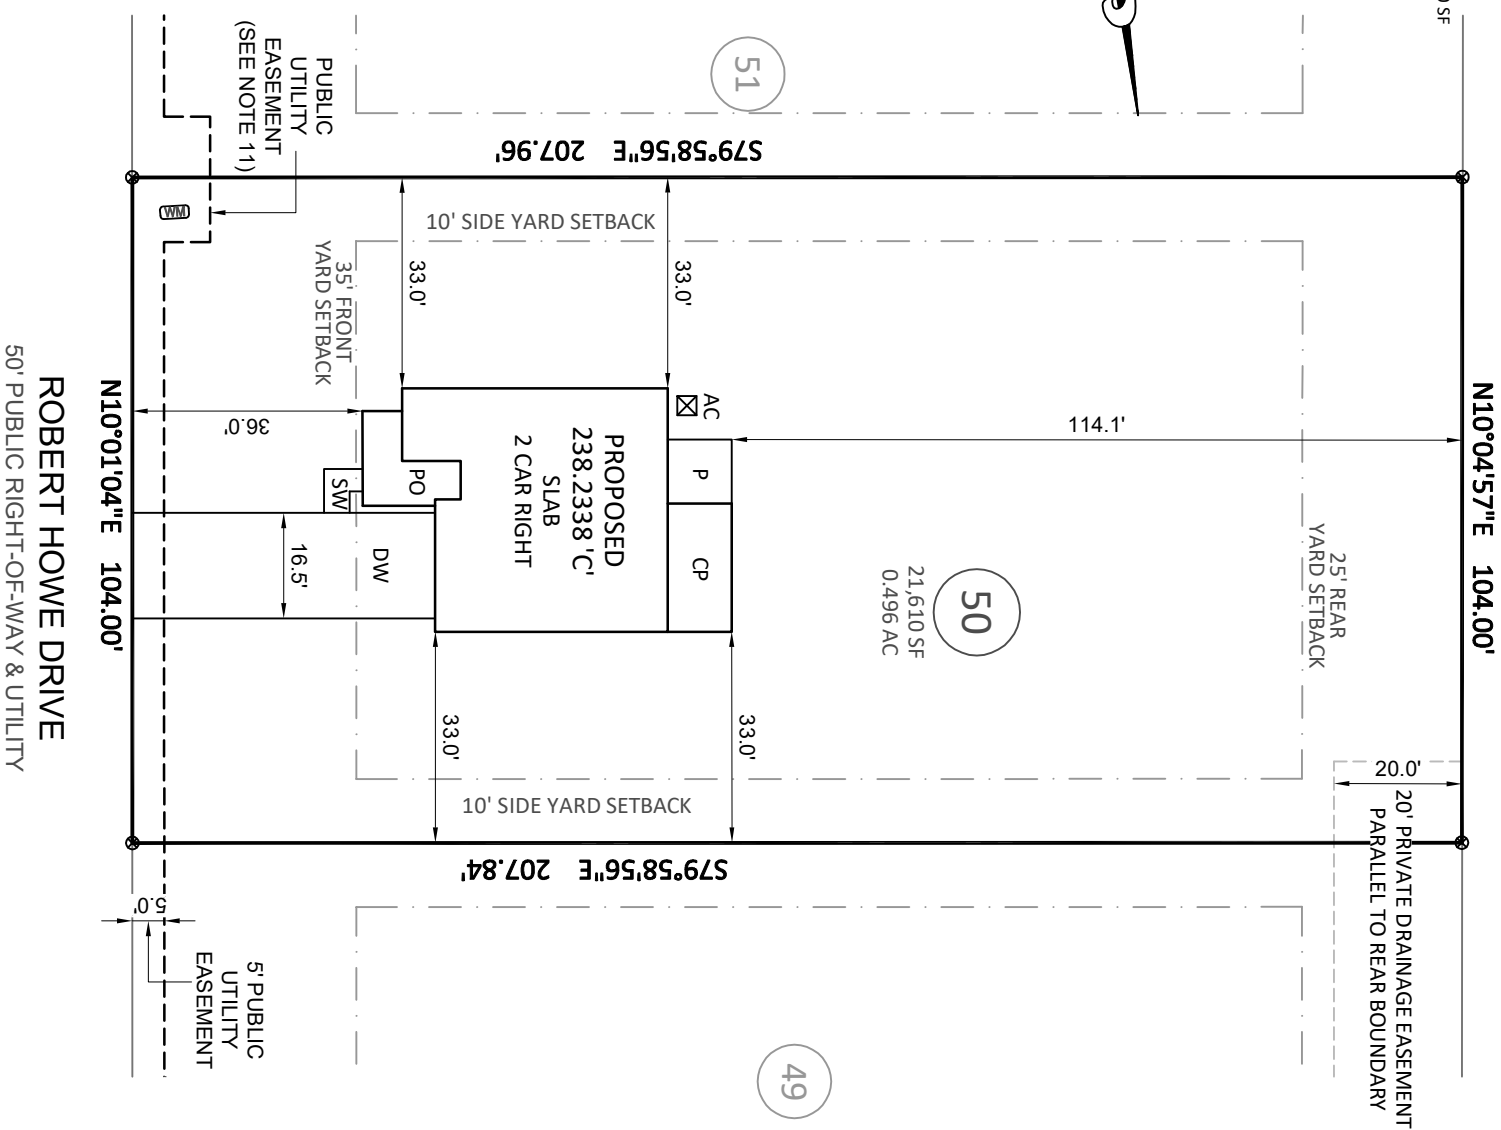 SF
51
S79°58'56"E 207.96'
PUBLIC
UTILITY
EASEMENT
(SEE NOTE 11)
WM
10' SIDE YARD SETBACK
35' FRONT
YARD SETBACK
33.0'
33.0'
N10°04'57"E 104.00'
114.1'
AC
PROPOSED
238.2338 'C'
SLAB
2 CAR RIGHT
P
CP
PO
SW
DW
36.0'
16.5'
50
21,610 SF
0.496 AC
25' REAR
YARD SETBACK
N10°01'04"E 104.00'
ROBERT HOWE DRIVE
50' PUBLIC RIGHT-OF-WAY & UTILITY
33.0'
33.0'
10' SIDE YARD SETBACK
20.0'
20' PRIVATE DRAINAGE EASEMENT
PARALLEL TO REAR BOUNDARY
S79°58'56"E 207.84'
5.0'
5' PUBLIC
UTILITY
EASEMENT
49